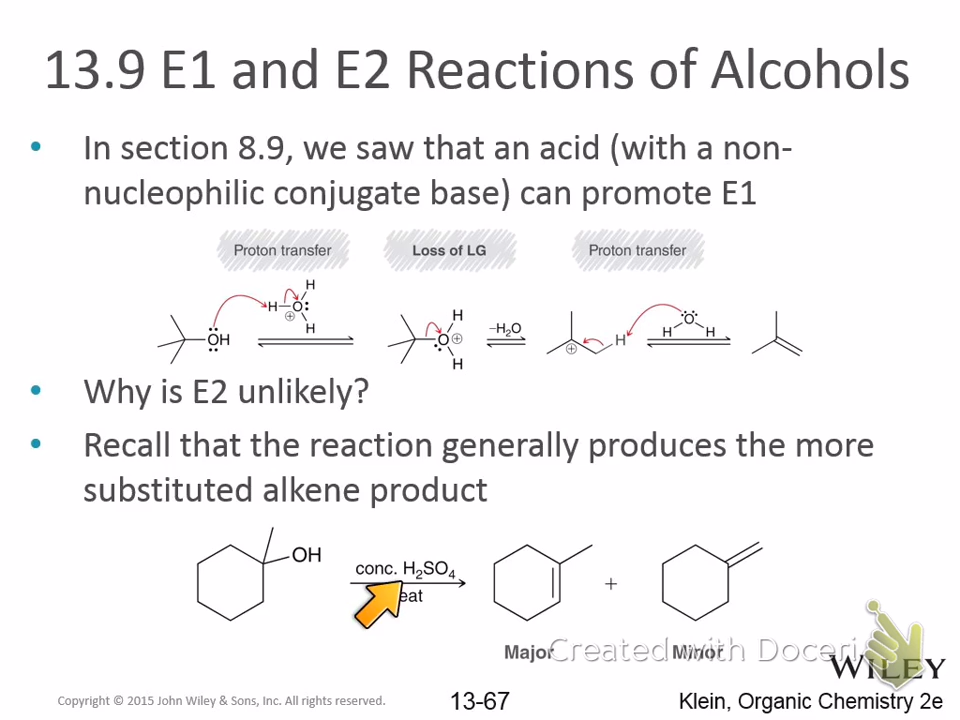 13.9 E1 and E2 Reactions of Alcohols
• In section 8.9, we saw that an acid (with a non-
nucleophilic conjugate base) can promote E1
Proton transfer Loss of LG Proton transfer
H H
H–O: H –H₂O O
⊕ O⊕ H H H
OH H ⊕
H
• Why is E2 unlikely?
• Recall that the reaction generally produces the more
substituted alkene product
OH
conc. H₂SO₄
eat
+
Major Minor
Created with Doceri
WILEY
Copyright © 2015 John Wiley & Sons, Inc. All rights reserved. 13-67 Klein, Organic Chemistry 2e